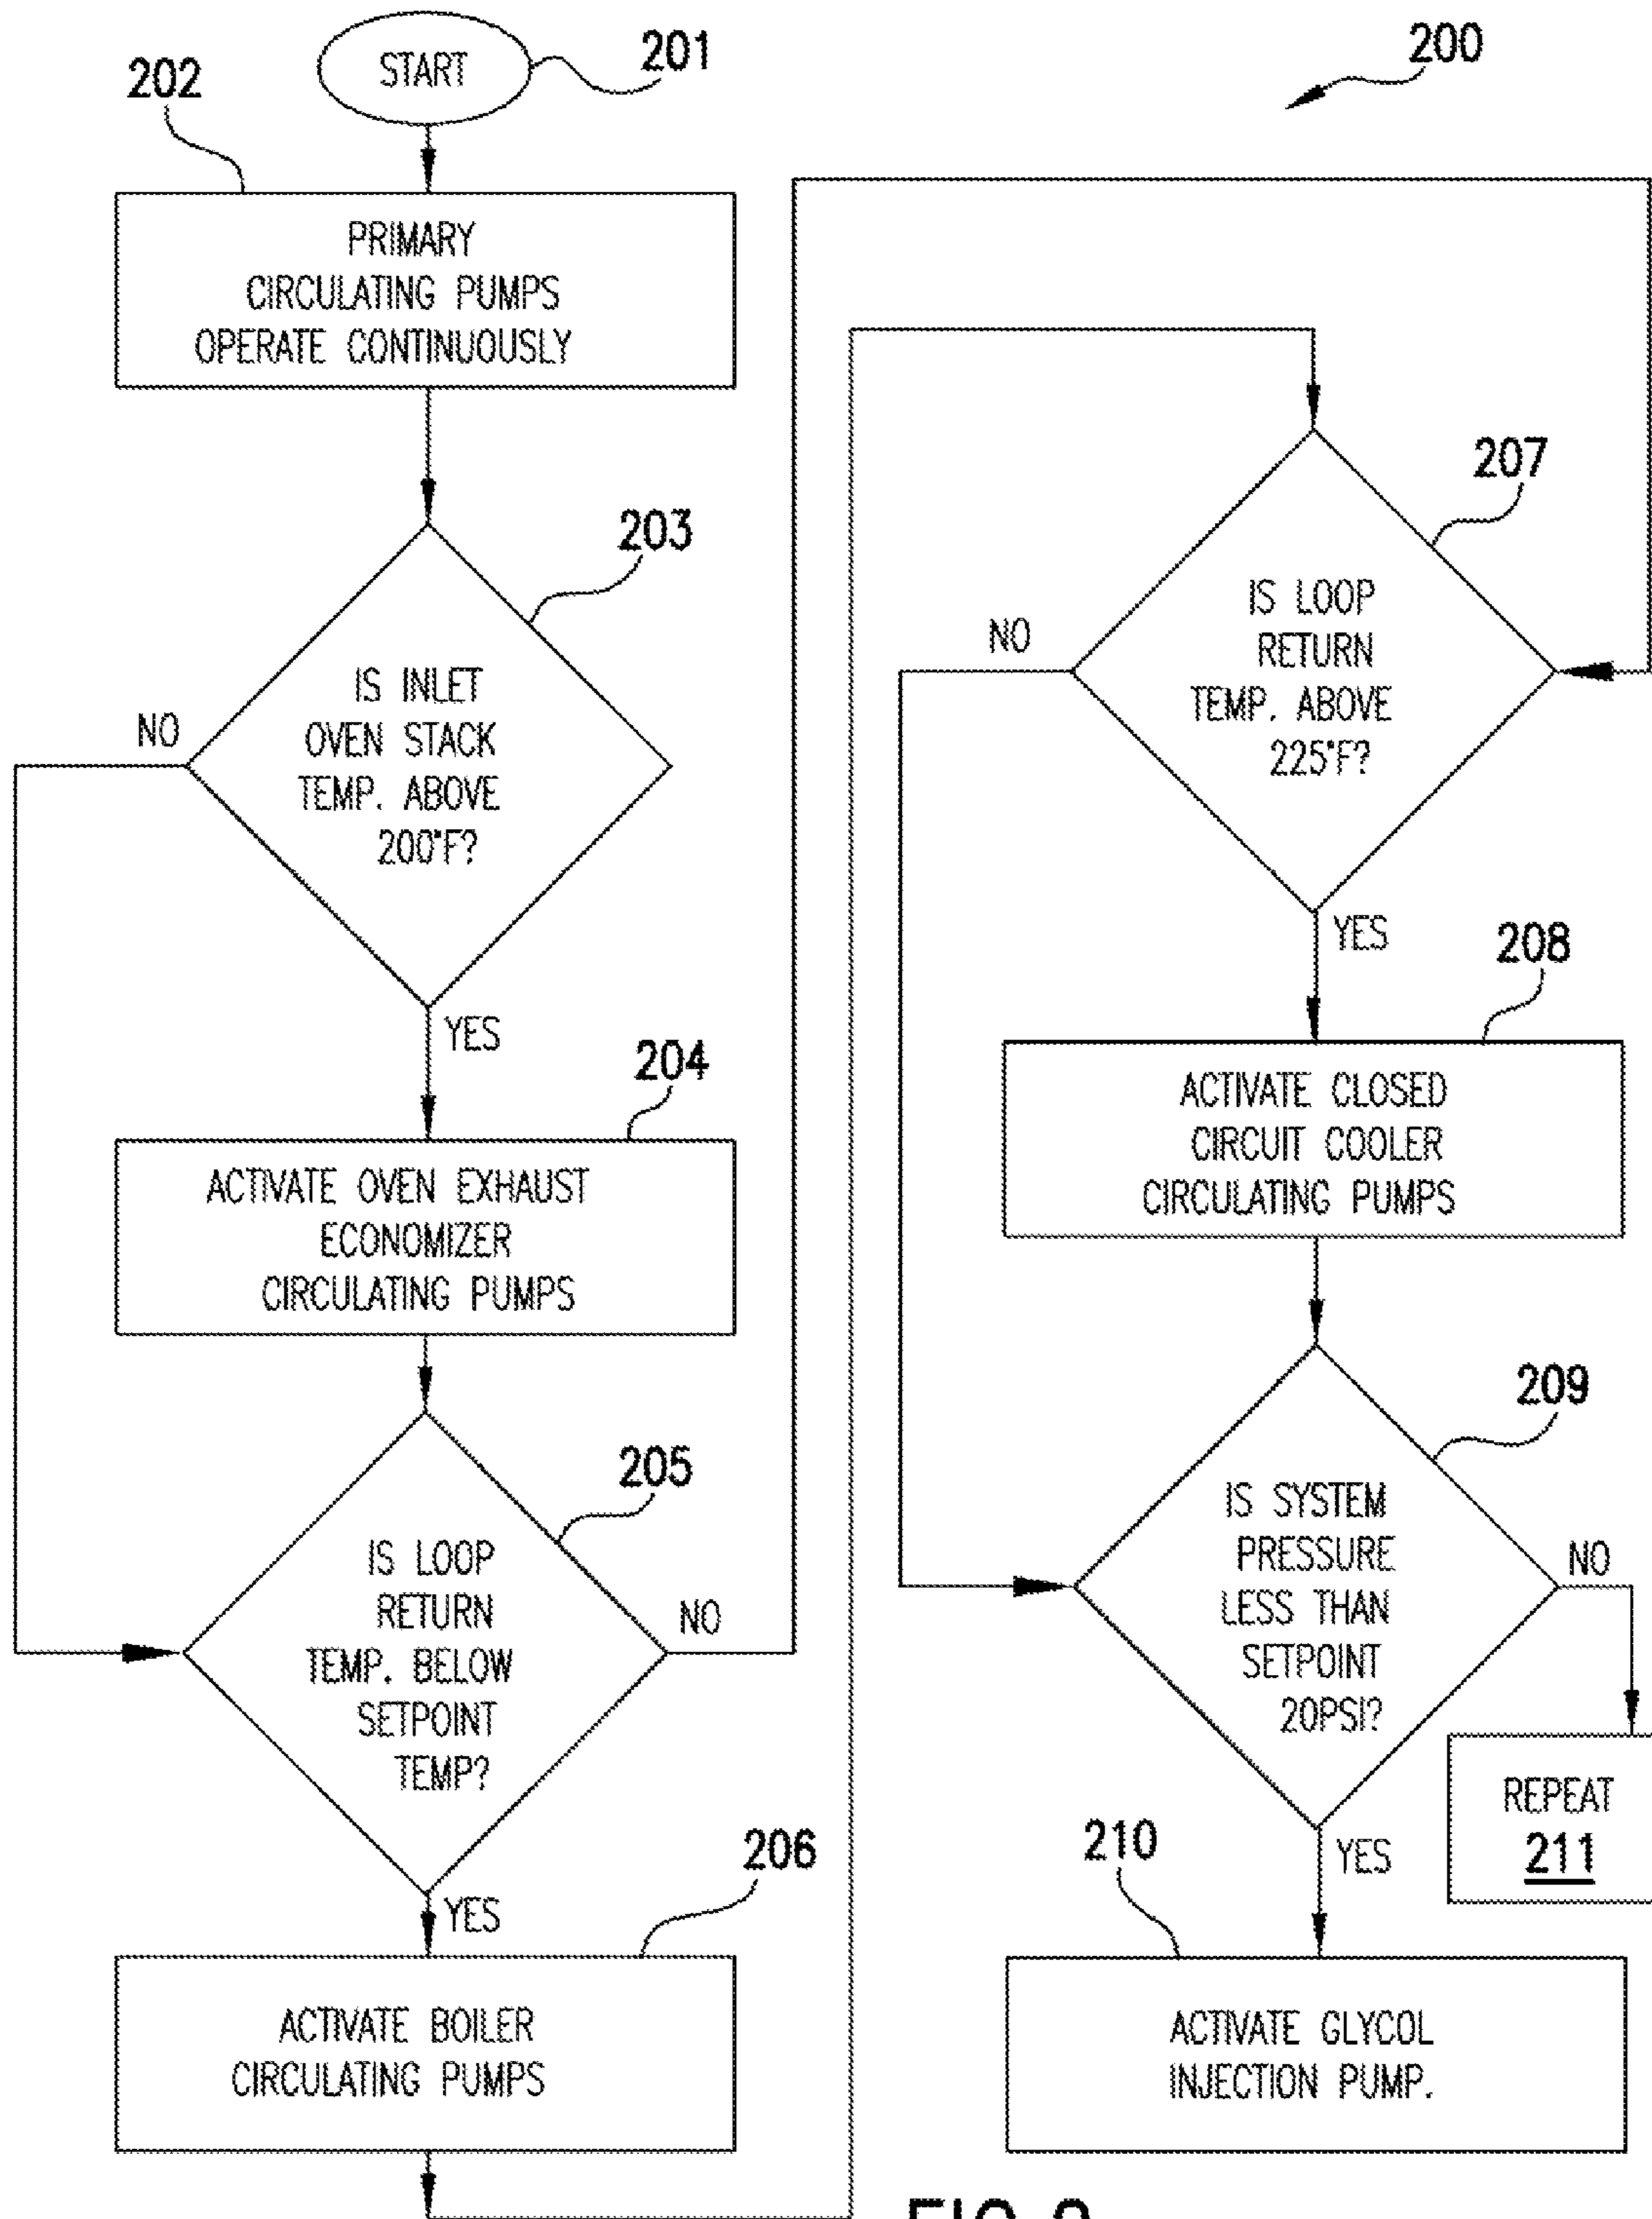 START
201
202
PRIMARY
CIRCULATING PUMPS
OPERATE CONTINUOUSLY
203
IS INLET
OVEN STACK
TEMP. ABOVE
200°F?
NO
YES
204
ACTIVATE OVEN EXHAUST
ECONOMIZER
CIRCULATING PUMPS
205
IS LOOP
RETURN
TEMP. BELOW
SETPOINT
TEMP?
NO
YES
206
ACTIVATE BOILER
CIRCULATING PUMPS
200
207
IS LOOP
RETURN
TEMP. ABOVE
225°F?
NO
YES
208
ACTIVATE CLOSED
CIRCUIT COOLER
CIRCULATING PUMPS
209
IS SYSTEM
PRESSURE
LESS THAN
SETPOINT
20PSI?
NO
REPEAT
211
YES
210
ACTIVATE GLYCOL
INJECTION PUMP.